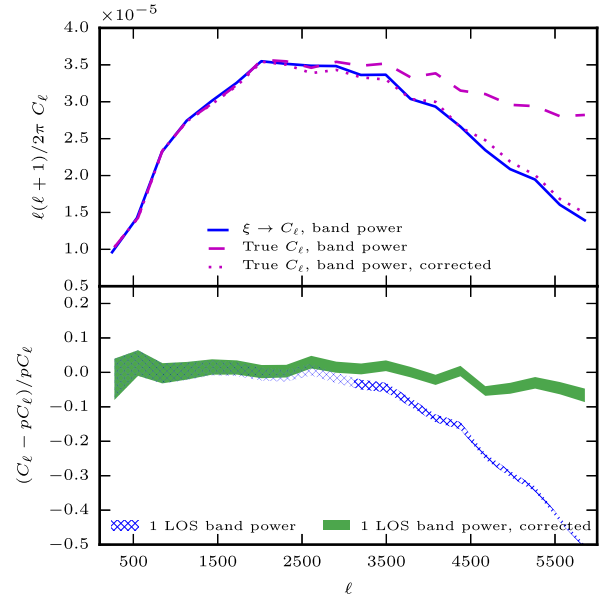 ×10⁻⁵
4.0
3.5
3.0
2.5
2.0
1.5
1.0
0.5
ℓ(ℓ + 1)/2π C_ℓ
ξ → C_ℓ, band power
True C_ℓ, band power
True C_ℓ, band power, corrected
0.2
0.1
0.0
−0.1
−0.2
−0.3
−0.4
−0.5
(C_ℓ − pC_ℓ)/pC_ℓ
1 LOS band power
1 LOS band power, corrected
500 1500 2500 3500 4500 5500
ℓ